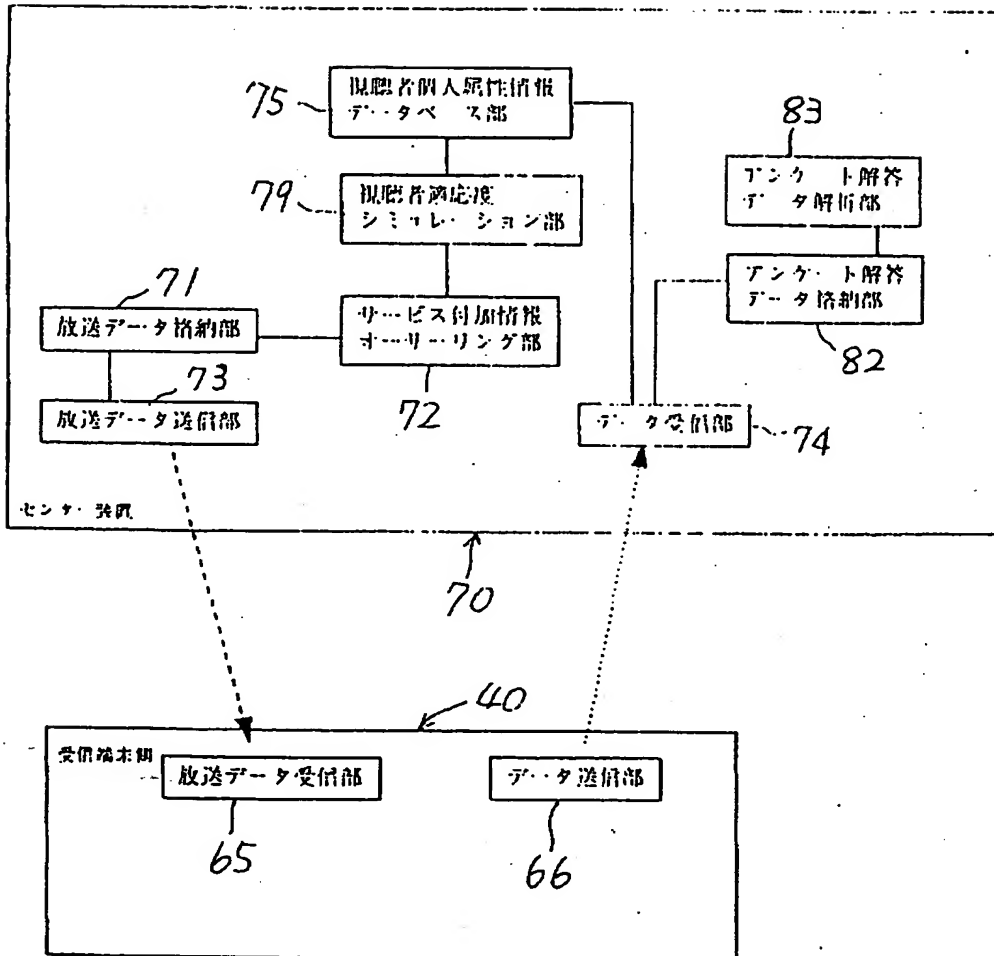 75
視聴者個人属性情報
データベース部
83
アンケート解答
データ解析部
79
視聴者適応度
シミュレーション部
アンケート解答
データ格納部
82
71
放送データ格納部
サービス付加情報
オーサーリング部
72
73
放送データ送信部
データ受信部
74
センター装置
70
40
受信端末側
放送データ受信部
データ送信部
65
66